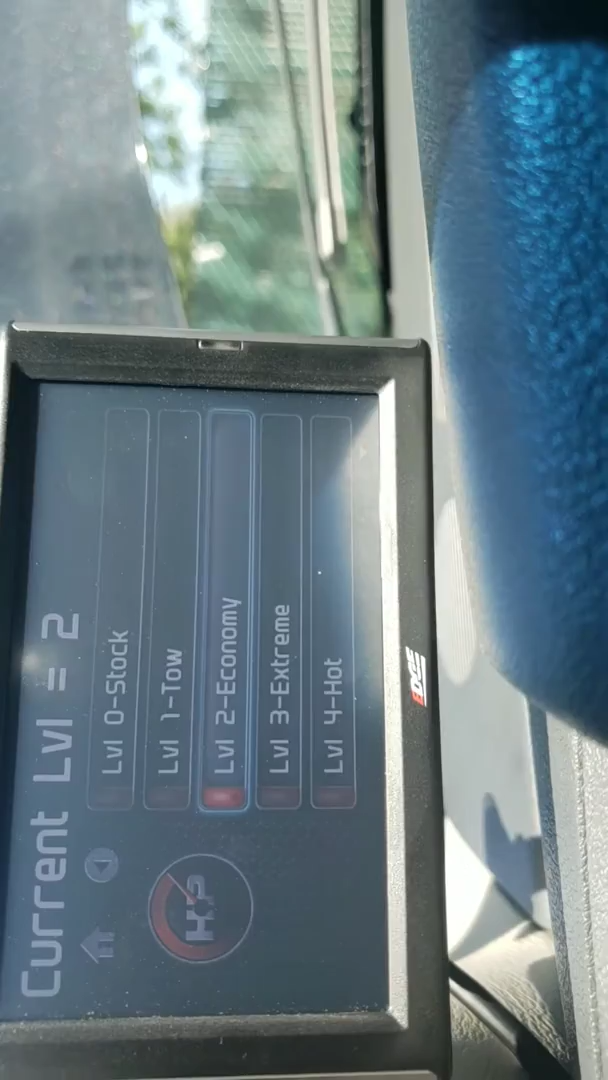 Current Lvl = 2
Lvl 0-Stock
Lvl 1-Tow
Lvl 2-Economy
Lvl 3-Extreme
Lvl 4-Hot
HP
EDGE